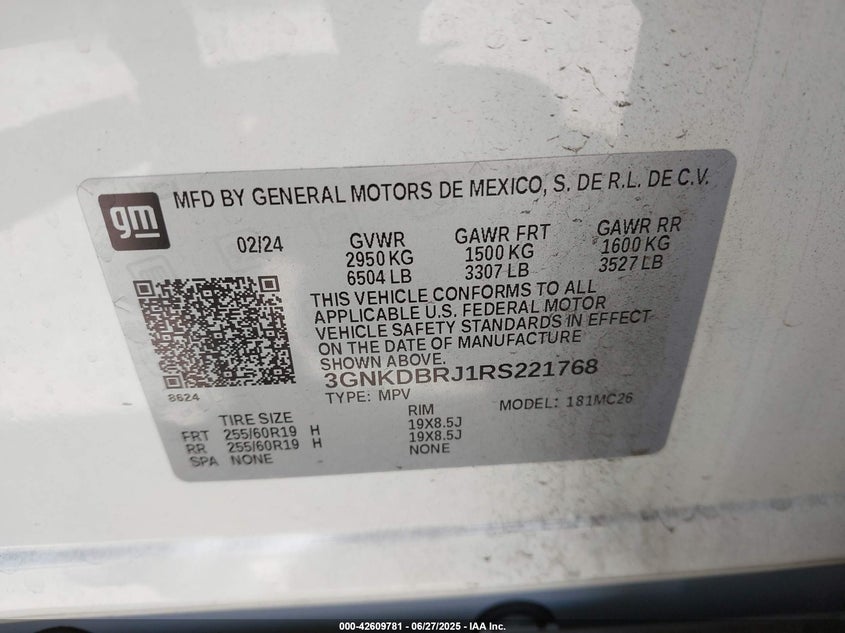 gm
MFD BY GENERAL MOTORS DE MEXICO, S. DE R.L. DE C.V.
02/24 GVWR GAWR FRT GAWR RR
2950 KG 1500 KG 1600 KG
6504 LB 3307 LB 3527 LB
THIS VEHICLE CONFORMS TO ALL
APPLICABLE U.S. FEDERAL MOTOR
VEHICLE SAFETY STANDARDS IN EFFECT
ON THE DATE OF MANUFACTURE
SHOWN ABOVE.
3GNKDBRJ1RS221768
8624
TYPE: MPV MODEL: 181MC26
TIRE SIZE RIM
FRT 255/60R19 H 19X8.5J
RR 255/60R19 H 19X8.5J
SPA NONE NONE
000-42609781 - 06/27/2025 - IAA Inc.